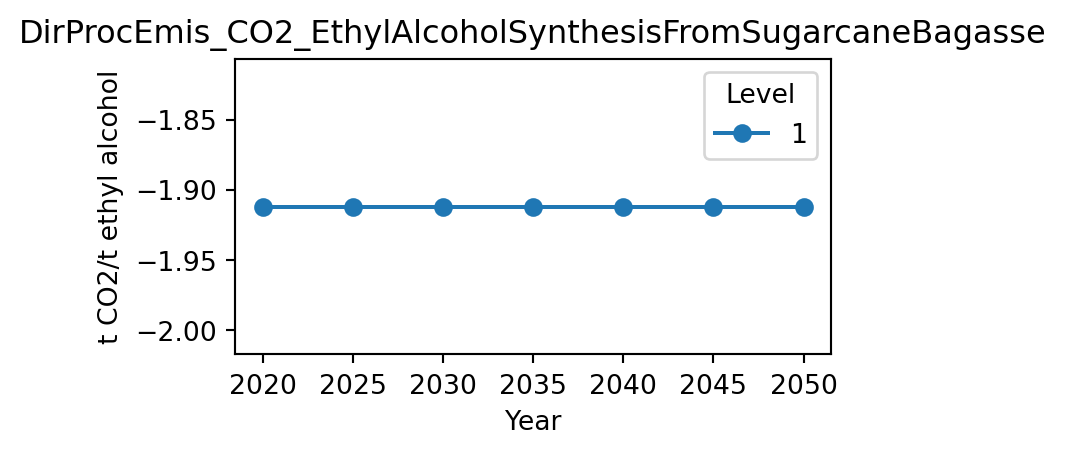 DirProcEmis_CO2_EthylAlcoholSynthesisFromSugarcaneBagasse
t CO2/t ethyl alcohol
−1.85
−1.90
−1.95
−2.00
Level
1
2020 2025 2030 2035 2040 2045 2050
Year